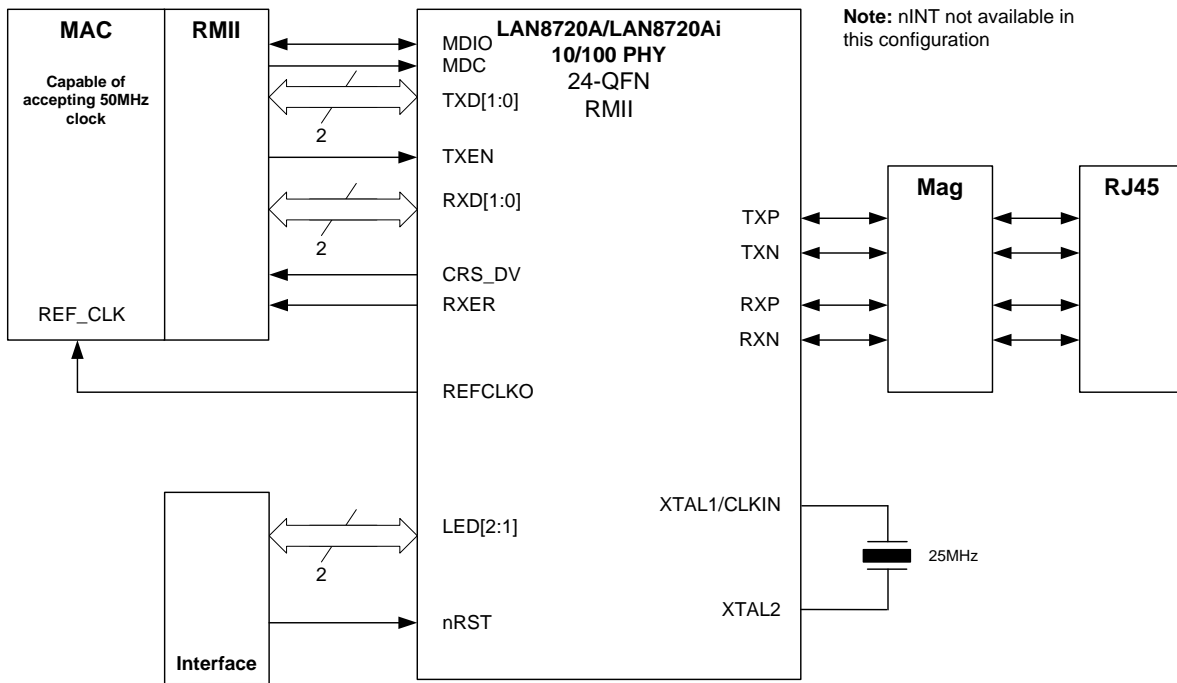 MAC
RMII
Capable of
accepting 50MHz
clock
REF_CLK
LAN8720A/LAN8720Ai
10/100 PHY
24-QFN
RMII
MDIO
MDC
TXD[1:0]
2
TXEN
RXD[1:0]
2
CRS_DV
RXER
REFCLKO
LED[2:1]
2
nRST
Interface
Note: nINT not available in
this configuration
TXP
TXN
RXP
RXN
Mag
RJ45
XTAL1/CLKIN
25MHz
XTAL2